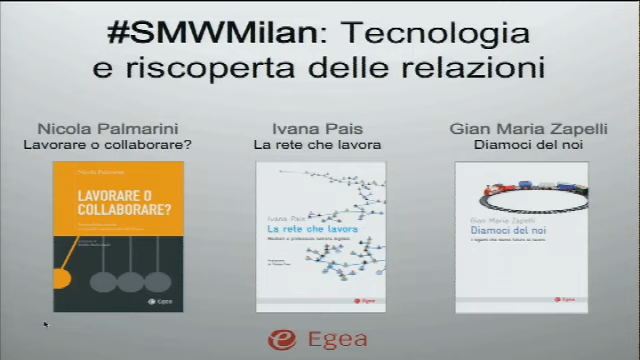 #SMWMilan: Tecnologia
e riscoperta delle relazioni
Nicola Palmarini
Lavorare o collaborare?
Ivana Pais
La rete che lavora
Gian Maria Zapelli
Diamoci del noi
Nicola Palmarini
LAVORARE O
COLLABORARE?
Egea
Ivana Pais
La rete che lavora
Egea
Gian Maria Zapelli
Diamoci del noi
Egea
Egea